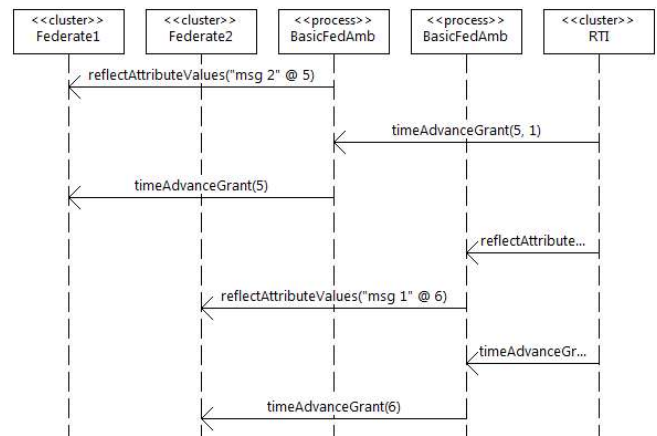 <<cluster>> <<cluster>> <<process>> <<process>> <<cluster>>
Federate1 Federate2 BasicFedAmb BasicFedAmb RTI
reflectAttributeValues("msg 2" @ 5)
timeAdvanceGrant(5, 1)
timeAdvanceGrant(5)
reflectAttribute...
reflectAttributeValues("msg 1" @ 6)
timeAdvanceGr...
timeAdvanceGrant(6)